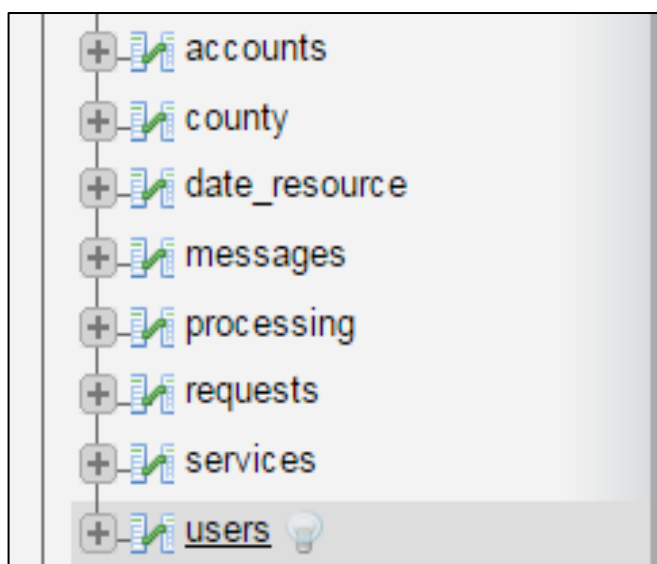 accounts
county
date_resource
messages
processing
requests
services
users